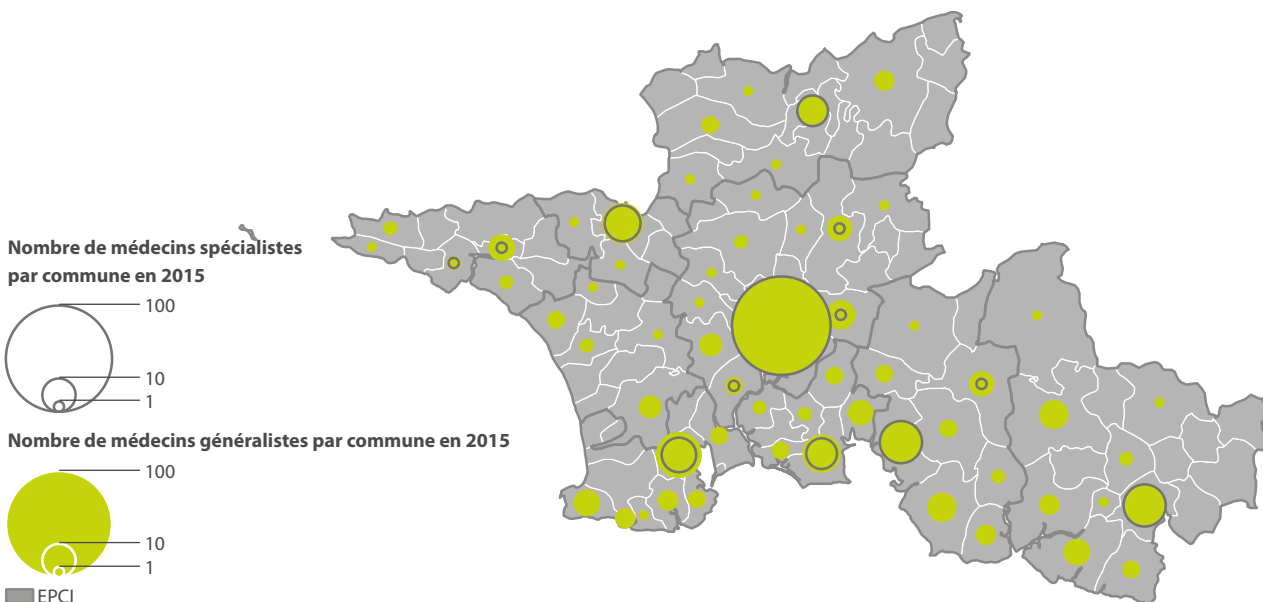 Nombre de médecins spécialistes
par commune en 2015
100
10
1
Nombre de médecins généralistes par commune en 2015
100
10
1
EPCI